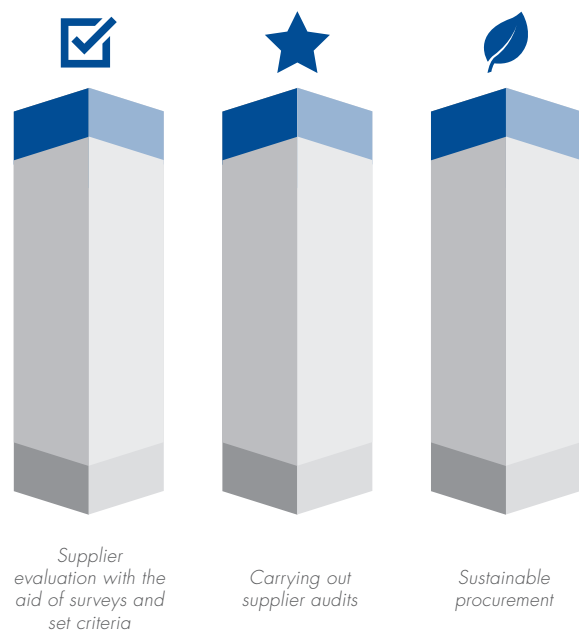 Supplier
evaluation with the
aid of surveys and
set criteria
Carrying out
supplier audits
Sustainable
procurement